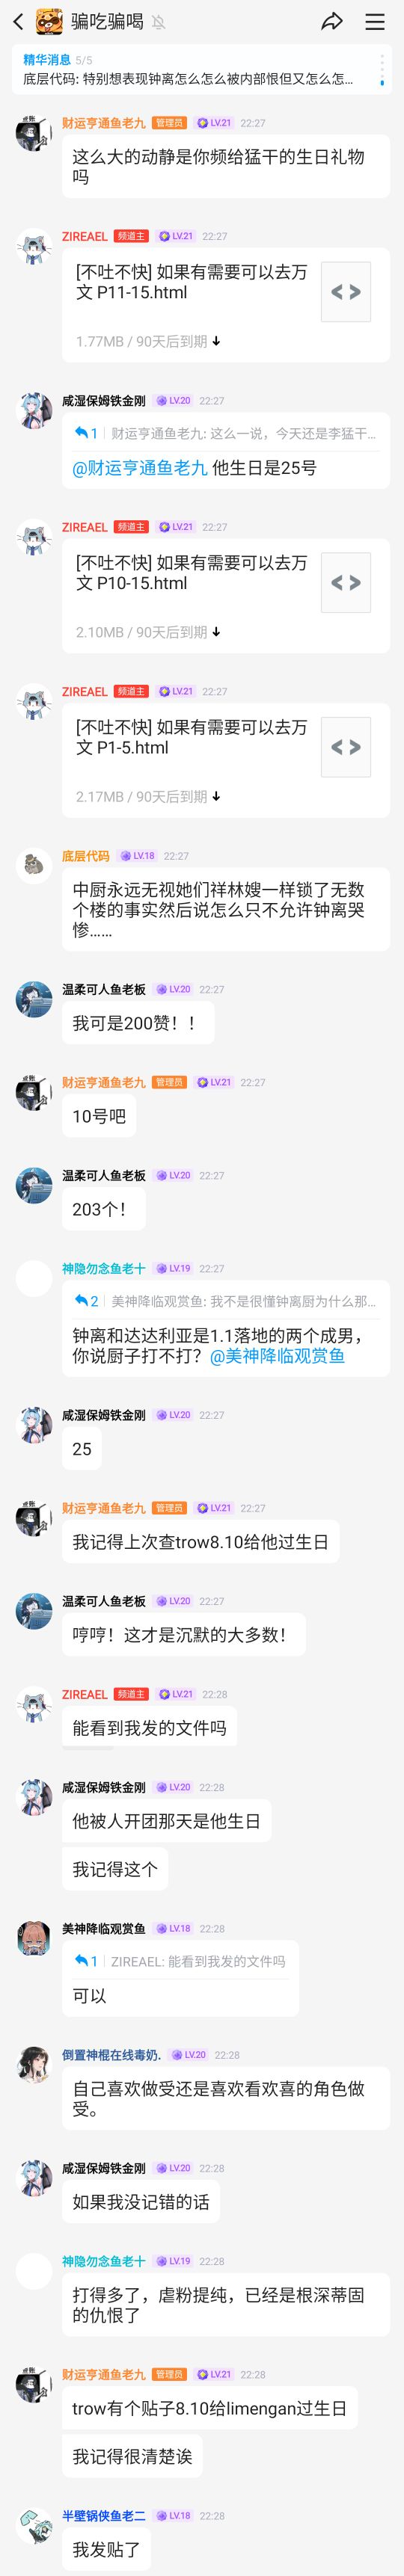 骗吃骗喝
精华消息 5/5
底层代码: 特别想表现钟离怎么怎么被内部恨但又怎么怎...
财运亨通鱼老九 管理员 LV.21 22:27
这么大的动静是你频给猛干的生日礼物
吗
ZIREAEL 频道主 LV.21 22:27
[不吐不快] 如果有需要可以去万
文 P11-15.html
1.77MB / 90天后到期
咸湿保姆铁金刚 LV.20 22:27
1 财运亨通鱼老九: 这么一说，今天还是李猛干...
@财运亨通鱼老九 他生日是25号
ZIREAEL 频道主 LV.21 22:27
[不吐不快] 如果有需要可以去万
文 P10-15.html
2.10MB / 90天后到期
ZIREAEL 频道主 LV.21 22:27
[不吐不快] 如果有需要可以去万
文 P1-5.html
2.17MB / 90天后到期
底层代码 LV.18 22:27
中厨永远无视她们祥林嫂一样锁了无数
个楼的事实然后说怎么只不允许钟离哭
惨......
温柔可人鱼老板 LV.20 22:27
我可是200赞！！
财运亨通鱼老九 管理员 LV.21 22:27
10号吧
温柔可人鱼老板 LV.20 22:27
203个！
神隐勿念鱼老十 LV.19 22:27
2 美神降临观赏鱼: 我不是很懂钟离厨为什么那...
钟离和达达利亚是1.1落地的两个成男，
你说厨子打不打？@美神降临观赏鱼
咸湿保姆铁金刚 LV.20 22:27
25
财运亨通鱼老九 管理员 LV.21 22:27
我记得上次查trow8.10给他过生日
温柔可人鱼老板 LV.20 22:27
哼哼！这才是沉默的大多数！
ZIREAEL 频道主 LV.21 22:28
能看到我发的文件吗
咸湿保姆铁金刚 LV.20 22:28
他被人开团那天是他生日
我记得这个
美神降临观赏鱼 LV.18 22:28
1 ZIREAEL: 能看到我发的文件吗
可以
倒置神棍在线毒奶. LV.20 22:28
自己喜欢做受还是喜欢看欢喜的角色做
受。
咸湿保姆铁金刚 LV.20 22:28
如果我没记错的话
神隐勿念鱼老十 LV.19 22:28
打得多了，虐粉提纯，已经是根深蒂固
的仇恨了
财运亨通鱼老九 管理员 LV.21 22:28
trow有个贴子8.10给limengan过生日
我记得很清楚诶
半壁锅侠鱼老二 LV.18 22:28
我发贴了